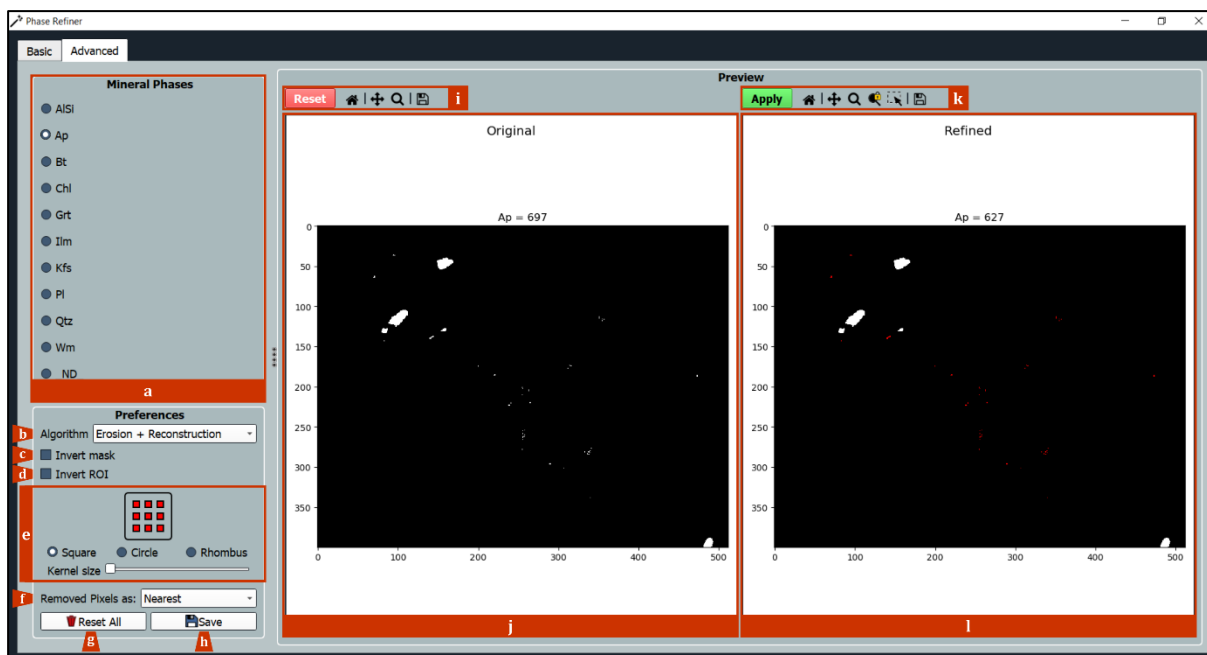 Phase Refiner
Basic Advanced
Mineral Phases
AlSi
Ap
Bt
Chl
Grt
Ilm
Kfs
Pl
Qtz
Wm
_ND
a
Preferences
b Algorithm Erosion + Reconstruction
c Invert mask
d Invert ROI
e
Square Circle Rhombus
Kernel size
f Removed Pixels as: Nearest
Reset All Save
g h
Preview
Reset i
Original
Ap = 697
0
50
100
150
200
250
300
350
0 100 200 300 400 500
j
Apply k
Refined
Ap = 627
0
50
100
150
200
250
300
350
0 100 200 300 400 500
l